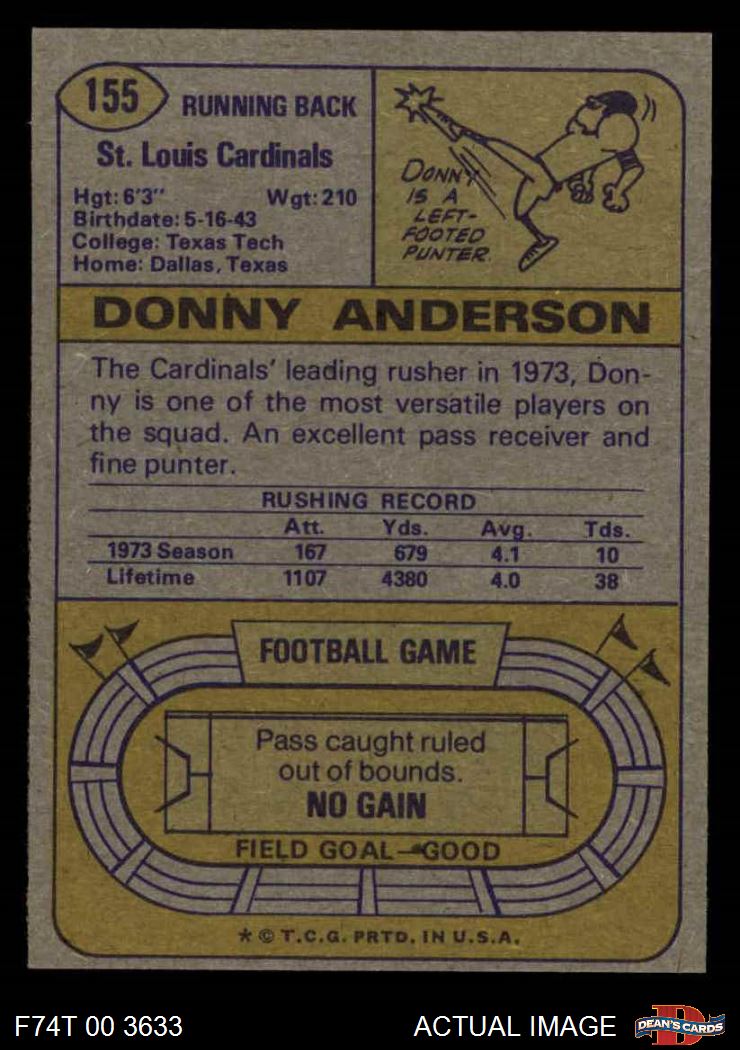 155
RUNNING BACK
St. Louis Cardinals
Hgt: 6'3" Wgt: 210
Birthdate: 5-16-43
College: Texas Tech
Home: Dallas, Texas
DONNY
IS A
LEFT-
FOOTED
PUNTER.
DONNY ANDERSON
The Cardinals' leading rusher in 1973, Don-
ny is one of the most versatile players on
the squad. An excellent pass receiver and
fine punter.
RUSHING RECORD
Att. Yds. Avg. Tds.
1973 Season 167 679 4.1 10
Lifetime 1107 4380 4.0 38
FOOTBALL GAME
Pass caught ruled
out of bounds.
NO GAIN
FIELD GOAL—GOOD
* © T.C.G. PRTD. IN U.S.A.
F74T 00 3633 ACTUAL IMAGE
D
DEAN'S CARDS